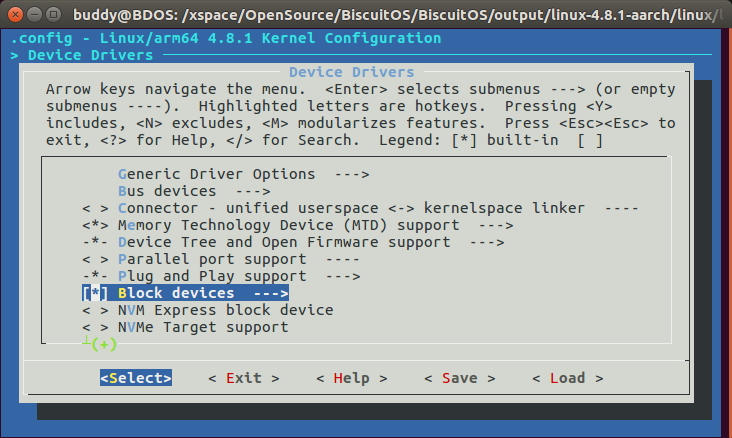 buddy@BDOS: /xspace/OpenSource/BiscuitOS/BiscuitOS/output/linux-4.8.1-aarch/linux/
.config - Linux/arm64 4.8.1 Kernel Configuration
> Device Drivers
Device Drivers
Arrow keys navigate the menu.  <Enter> selects submenus ---> (or empty
submenus ----).  Highlighted letters are hotkeys.  Pressing <Y>
includes, <N> excludes, <M> modularizes features.  Press <Esc><Esc> to
exit, <?> for Help, </> for Search.  Legend: [*] built-in  [ ]
Generic Driver Options  --->
Bus devices  --->
< > Connector - unified userspace <-> kernelspace linker  ----
<*> Memory Technology Device (MTD) support  --->
-*- Device Tree and Open Firmware support  --->
< > Parallel port support  ----
-*- Plug and Play support  --->
[*] Block devices  --->
< > NVM Express block device
< > NVMe Target support
(+)
<Select>    < Exit >    < Help >    < Save >    < Load >